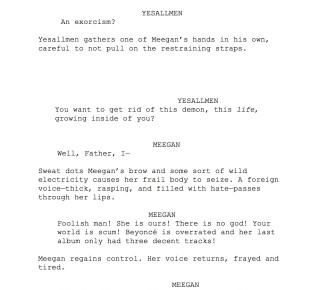 YESALLMEN
An exorcism?
Yesallmen gathers one of Meegan's hands in his own,
careful to not pull on the restraining straps.
YESALLMEN
You want to get rid of this demon, this life,
growing inside of you?
MEEGAN
Well, Father, I—
Sweat dots Meegan's brow and some sort of wild
electricity causes her frail body to seize. A foreign
voice—thick, rasping, and filled with hate—passes
through her lips.
MEEGAN
Foolish man! She is ours! There is no god! Your
world is scum! Beyoncé is overrated and her last
album only had three decent tracks!
Meegan regains control. Her voice returns, frayed and
tired.
MEEGAN